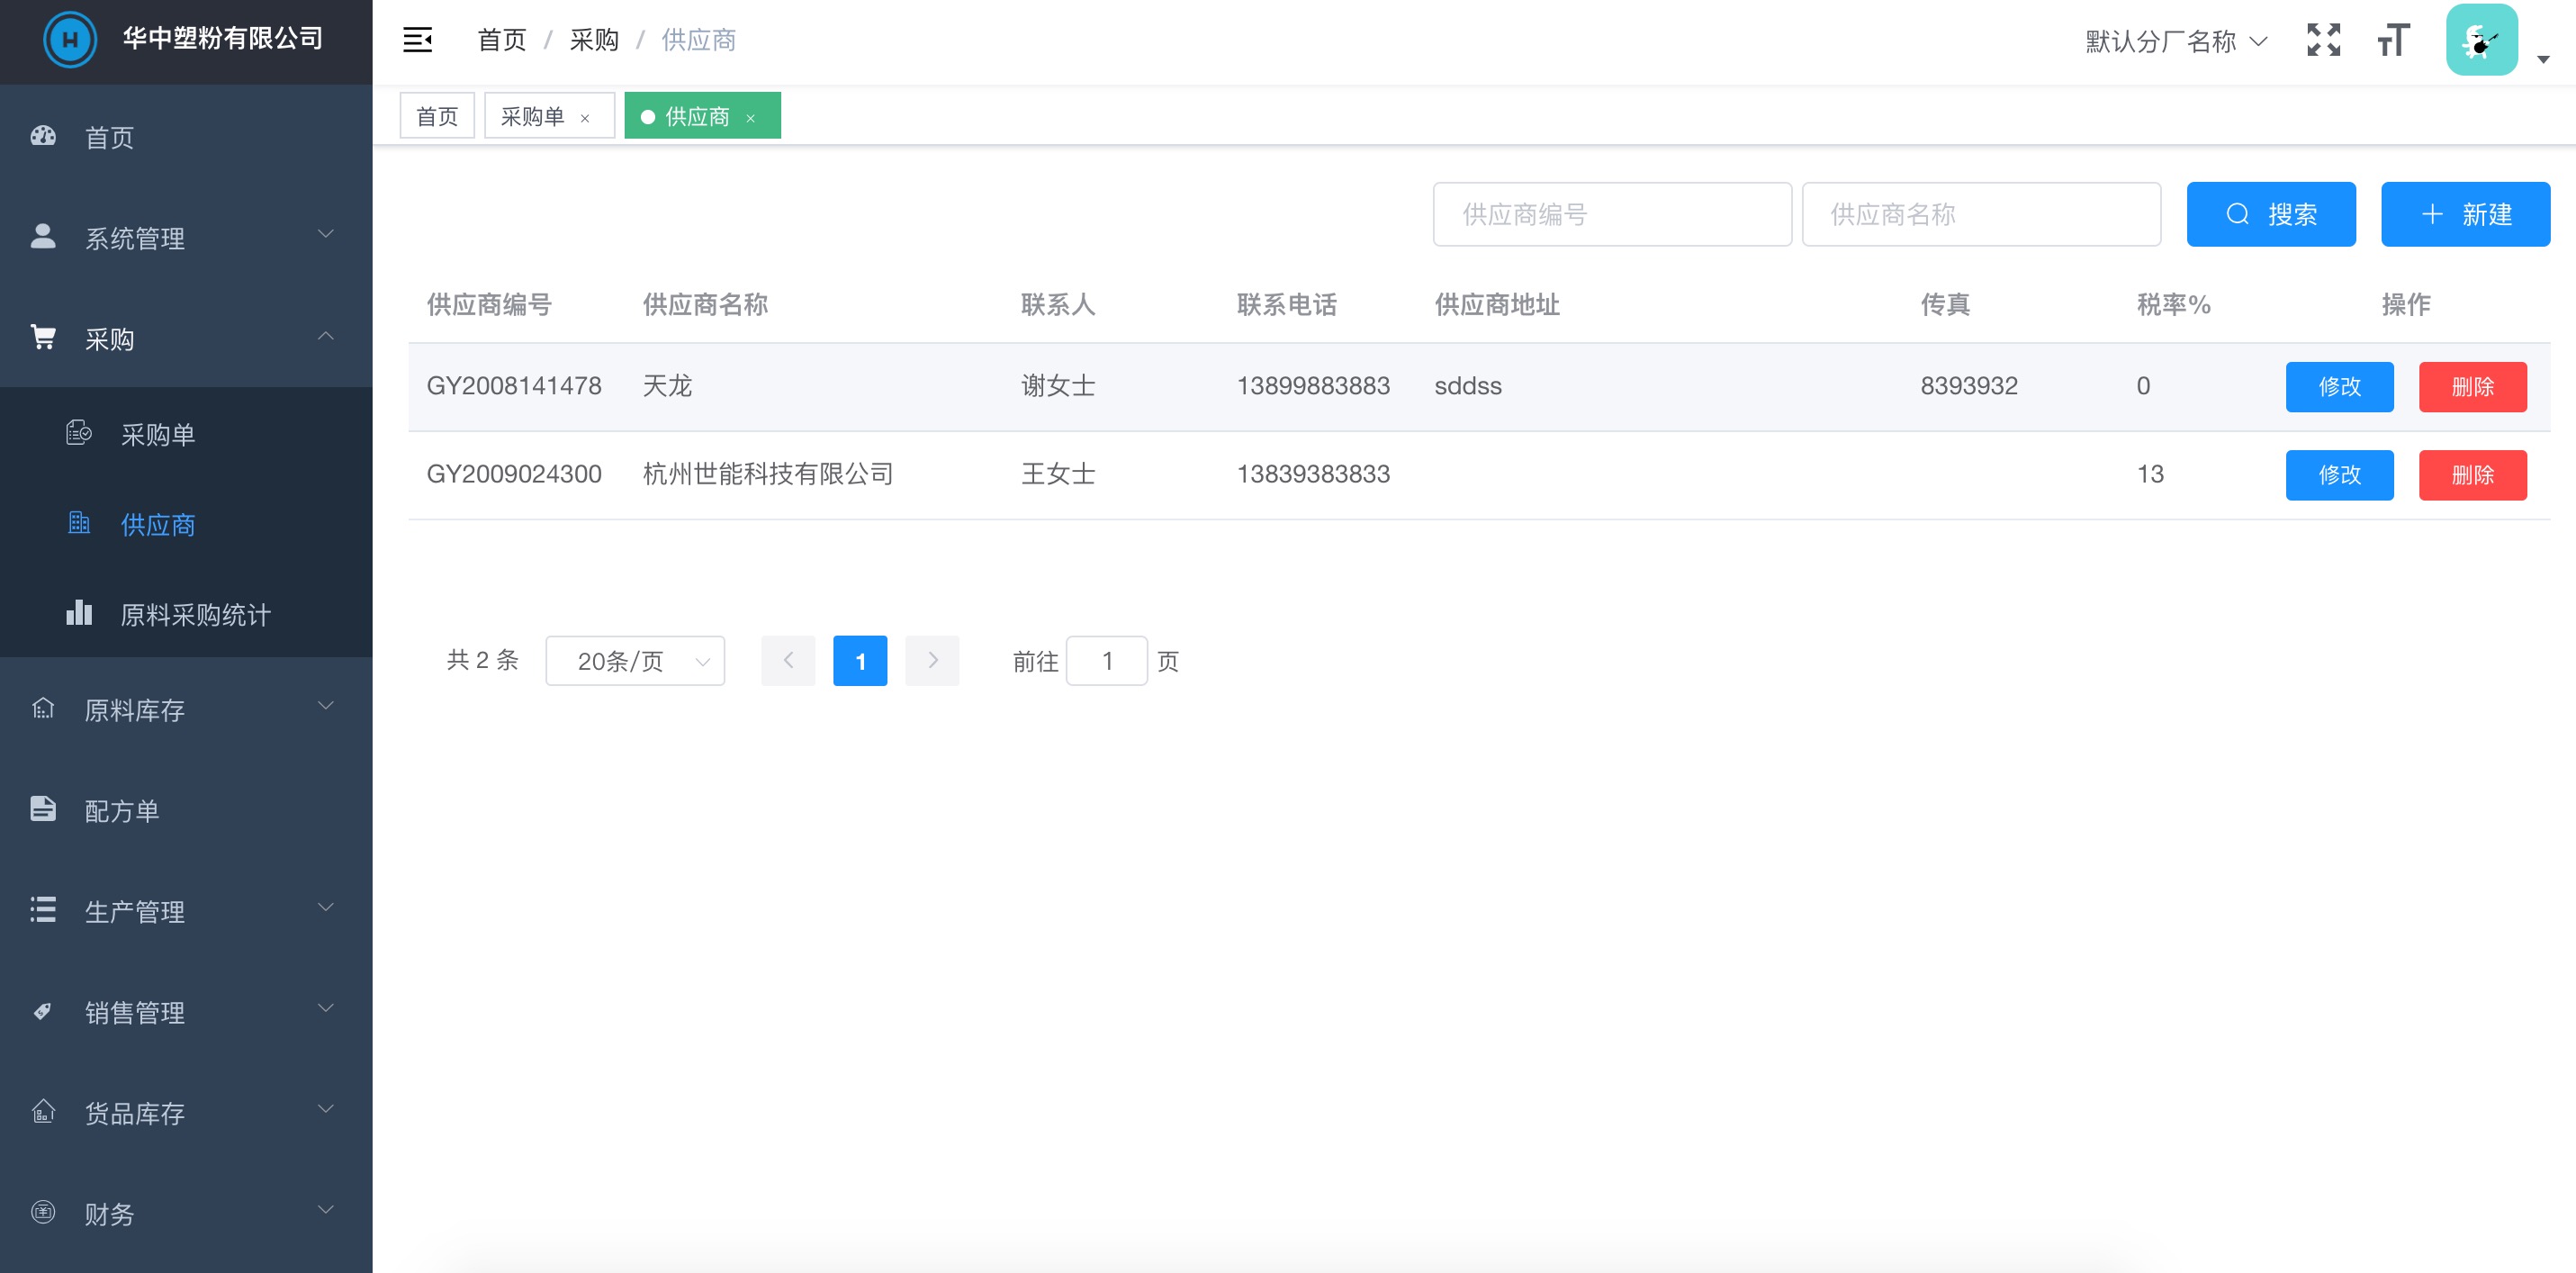 H 华中塑粉有限公司
首页
系统管理
采购
采购单
供应商
原料采购统计
原料库存
配方单
生产管理
销售管理
货品库存
财务
首页 / 采购 / 供应商
默认分厂名称
首页 采购单 × 供应商 ×
供应商编号 供应商名称 搜索 新建
供应商编号 供应商名称 联系人 联系电话 供应商地址 传真 税率% 操作
GY2008141478 天龙 谢女士 13899883883 sddss 8393932 0 修改 删除
GY2009024300 杭州世能科技有限公司 王女士 13839383833 13 修改 删除
共 2 条 20条/页 1 前往 1 页